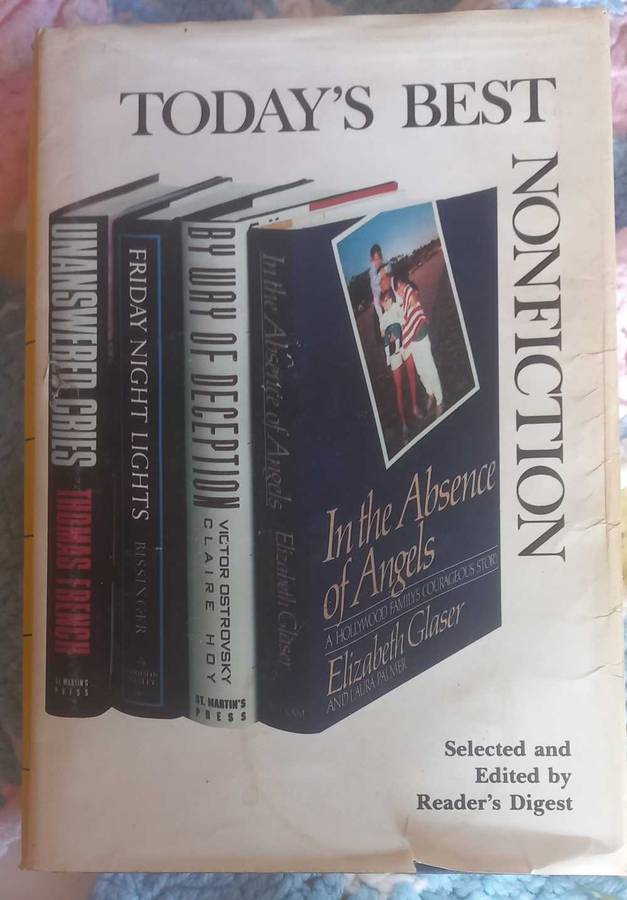 TODAY'S BEST
NONFICTION
UNANSWERED CRIES
THOMAS FRENCH
ST. MARTIN'S
PRESS
FRIDAY NIGHT LIGHTS
BISSINGER
BY WAY OF DECEPTION
VICTOR OSTROVSKY
CLAIRE HOY
ST. MARTIN'S
PRESS
In the Absence of Angels
Elizabeth Glaser
In the Absence
of Angels
A HOLLYWOOD FAMILY'S COURAGEOUS STORY
Elizabeth Glaser
AND LAURA PALMER
Selected and
Edited by
Reader's Digest